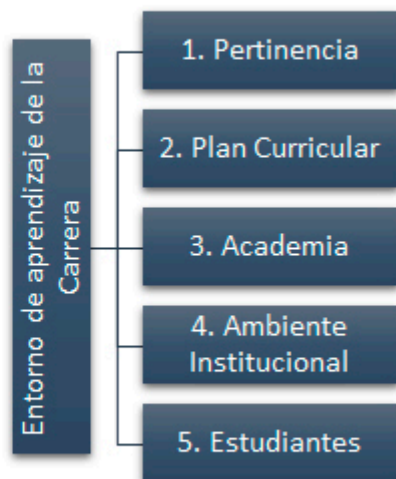 Entorno de aprendizaje de la
Carrera
1. Pertinencia
2. Plan Curricular
3. Academia
4. Ambiente
Institucional
5. Estudiantes